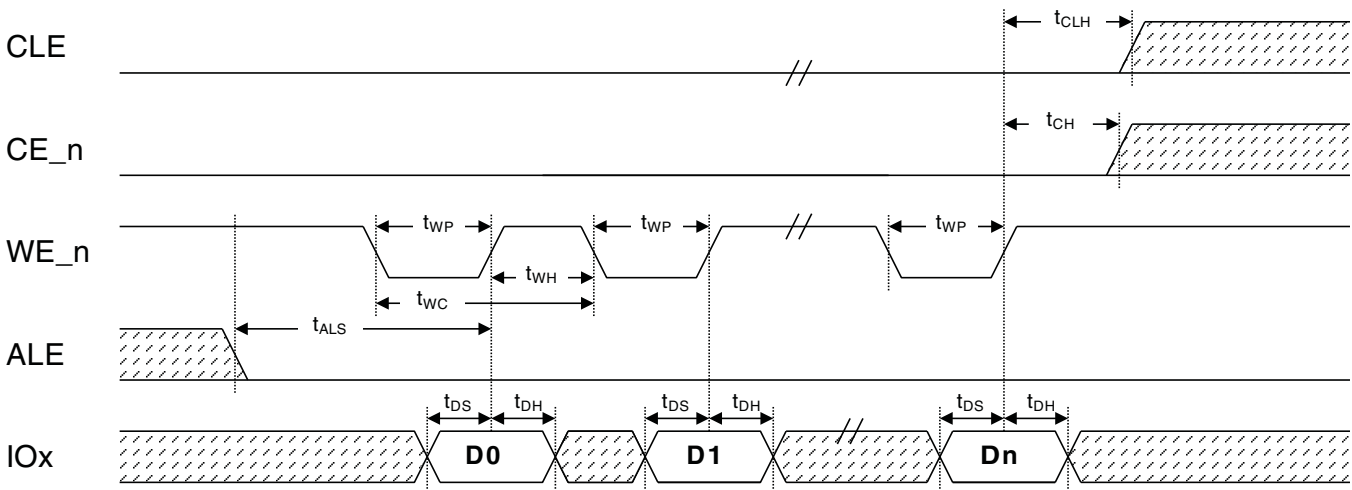 CLE
tCLH
CE_n
tCH
WE_n
tWP tWP tWP
tWH
tWC
ALE
tALS
IOx
tDS tDH tDS tDH tDS tDH
D0 D1 Dn